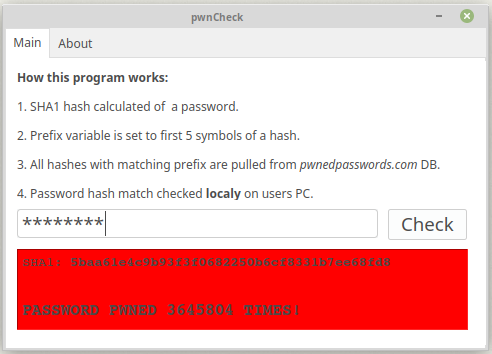 pwnCheck
Main About
How this program works:
1. SHA1 hash calculated of a password.
2. Prefix variable is set to first 5 symbols of a hash.
3. All hashes with matching prefix are pulled from pwnedpasswords.com DB.
4. Password hash match checked localy on users PC.
******** Check
SHA1: 5baa61e4c9b93f3f0682250b6cf8331b7ee68fd8
PASSWORD PWNED 3645804 TIMES!